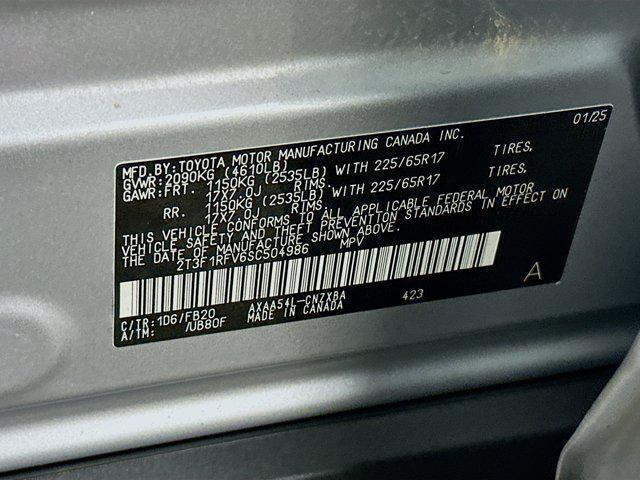 MFD.BY:TOYOTA MOTOR MANUFACTURING CANADA INC. 01/25
GVWR:2090KG (4610LB)
GAWR:FRT. 1150KG (2535LB) WITH 225/65R17 TIRES,
17X7.0J RIMS.
RR. 1150KG (2535LB) WITH 225/65R17 TIRES,
17X7.0J RIMS.
THIS VEHICLE CONFORMS TO ALL APPLICABLE FEDERAL MOTOR
VEHICLE SAFETY AND THEFT PREVENTION STANDARDS IN EFFECT ON
THE DATE OF MANUFACTURE SHOWN ABOVE.
2T3F1RFV6SC504986 MPV
A
C/TR:1D6/FB20 AXAA54L-CNZXBA 423
A/TM: /UB80F MADE IN CANADA